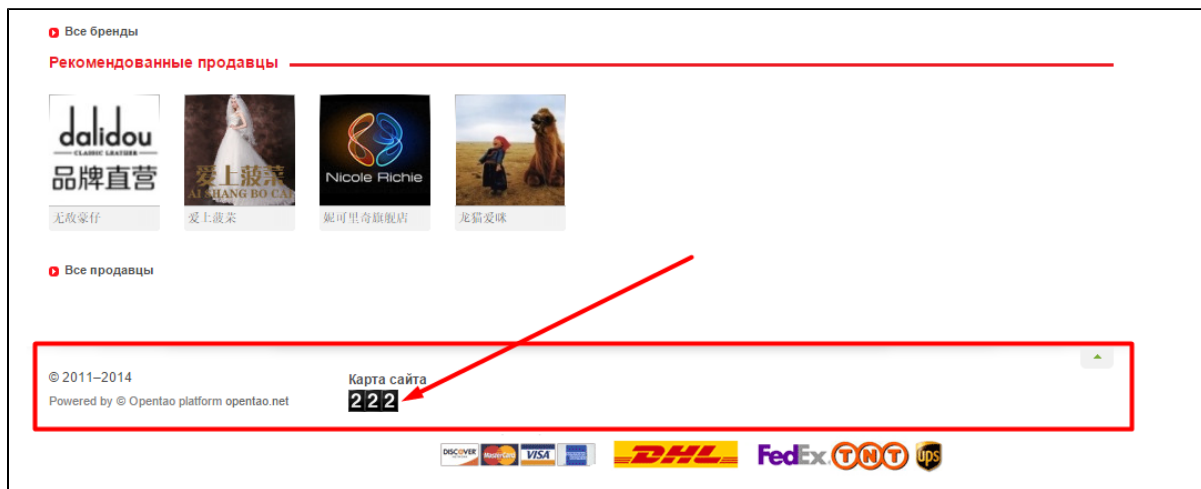 Все бренды
Рекомендованные продавцы
dalidou
CLASSIC LEATHER
品牌直营
爱上菠菜
AI SHANG BO CAI
Nicole Richie
无敌豪仔
爱上菠菜
妮可里奇旗舰店
龙猫爱咪
Все продавцы
© 2011–2014
Карта сайта
Powered by © Opentao platform opentao.net
222
DISCOVER
MasterCard
VISA
DHL
FedEx
TNT
ups